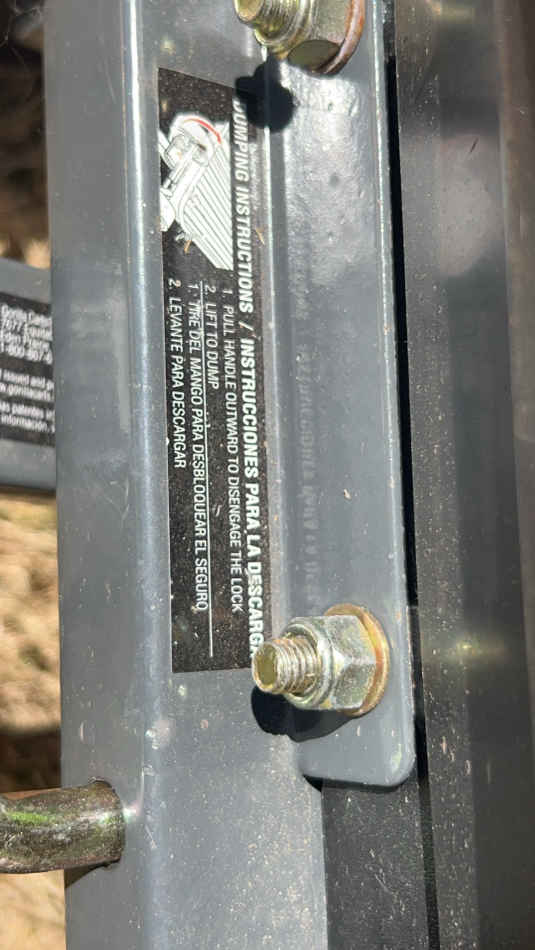 DUMPING INSTRUCTIONS / INSTRUCCIONES PARA LA DESCARGA
1. PULL HANDLE OUTWARD TO DISENGAGE THE LOCK
2. LIFT TO DUMP
1. TIRE DEL MANGO PARA DESBLOQUEAR EL SEGURO
2. LEVANTE PARA DESCARGAR